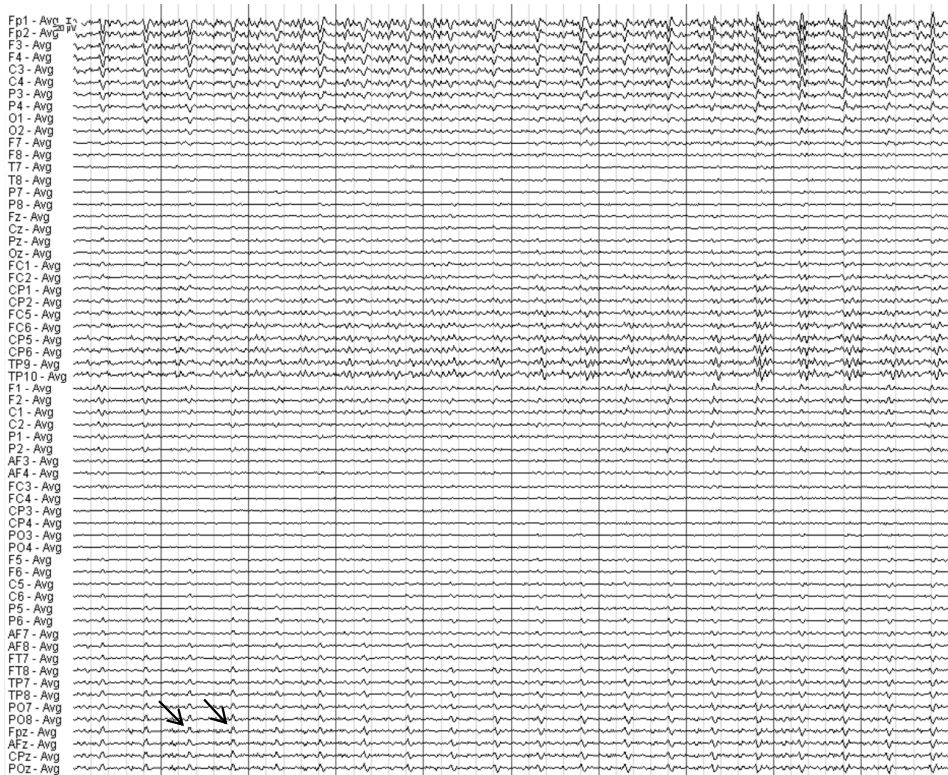 Fp1 - Avg
20 µV
Fp2 - Avg
F3 - Avg
F4 - Avg
C3 - Avg
C4 - Avg
P3 - Avg
P4 - Avg
O1 - Avg
O2 - Avg
F7 - Avg
F8 - Avg
T7 - Avg
T8 - Avg
P7 - Avg
P8 - Avg
Fz - Avg
Cz - Avg
Pz - Avg
Oz - Avg
FC1 - Avg
FC2 - Avg
CP1 - Avg
CP2 - Avg
FC5 - Avg
FC6 - Avg
CP5 - Avg
CP6 - Avg
TP9 - Avg
TP10 - Avg
F1 - Avg
F2 - Avg
C1 - Avg
C2 - Avg
P1 - Avg
P2 - Avg
AF3 - Avg
AF4 - Avg
FC3 - Avg
FC4 - Avg
CP3 - Avg
CP4 - Avg
PO3 - Avg
PO4 - Avg
F5 - Avg
F6 - Avg
C5 - Avg
C6 - Avg
P5 - Avg
P6 - Avg
AF7 - Avg
AF8 - Avg
FT7 - Avg
FT8 - Avg
TP7 - Avg
TP8 - Avg
PO7 - Avg
PO8 - Avg
Fpz - Avg
AFz - Avg
CPz - Avg
POz - Avg